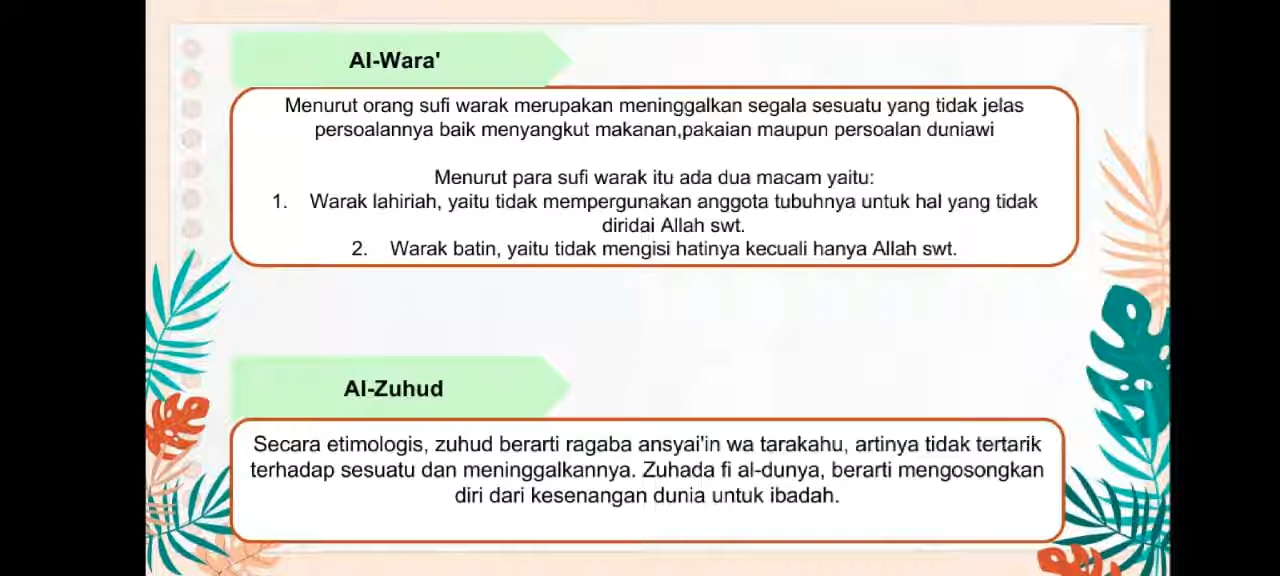 Al-Wara'
Menurut orang sufi warak merupakan meninggalkan segala sesuatu yang tidak jelas
persoalannya baik menyangkut makanan,pakaian maupun persoalan duniawi
Menurut para sufi warak itu ada dua macam yaitu:
1. Warak lahiriah, yaitu tidak mempergunakan anggota tubuhnya untuk hal yang tidak
diridai Allah swt.
2. Warak batin, yaitu tidak mengisi hatinya kecuali hanya Allah swt.
Al-Zuhud
Secara etimologis, zuhud berarti ragaba ansyai'in wa tarakahu, artinya tidak tertarik
terhadap sesuatu dan meninggalkannya. Zuhada fi al-dunya, berarti mengosongkan
diri dari kesenangan dunia untuk ibadah.